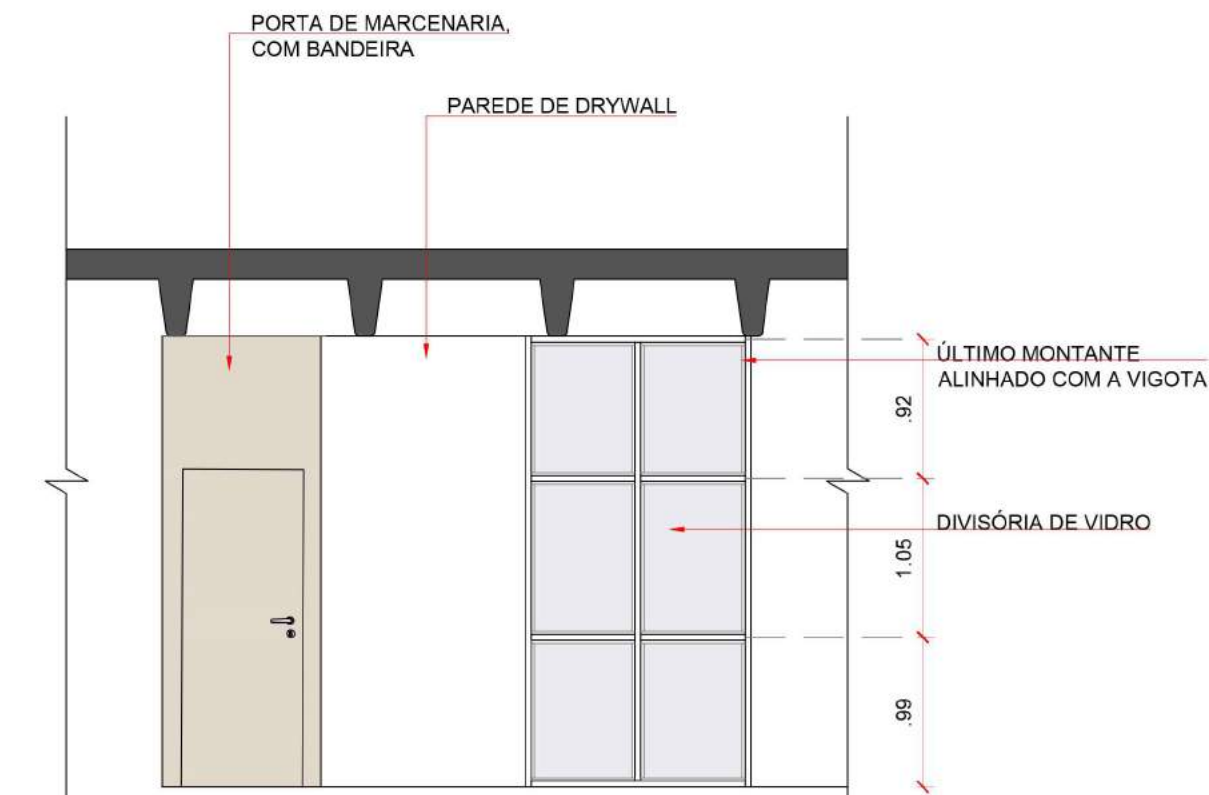 PORTA DE MARCENARIA,
COM BANDEIRA
PAREDE DE DRYWALL
ÚLTIMO MONTANTE
ALINHADO COM A VIGOTA
.92
DIVISÓRIA DE VIDRO
1.05
.99